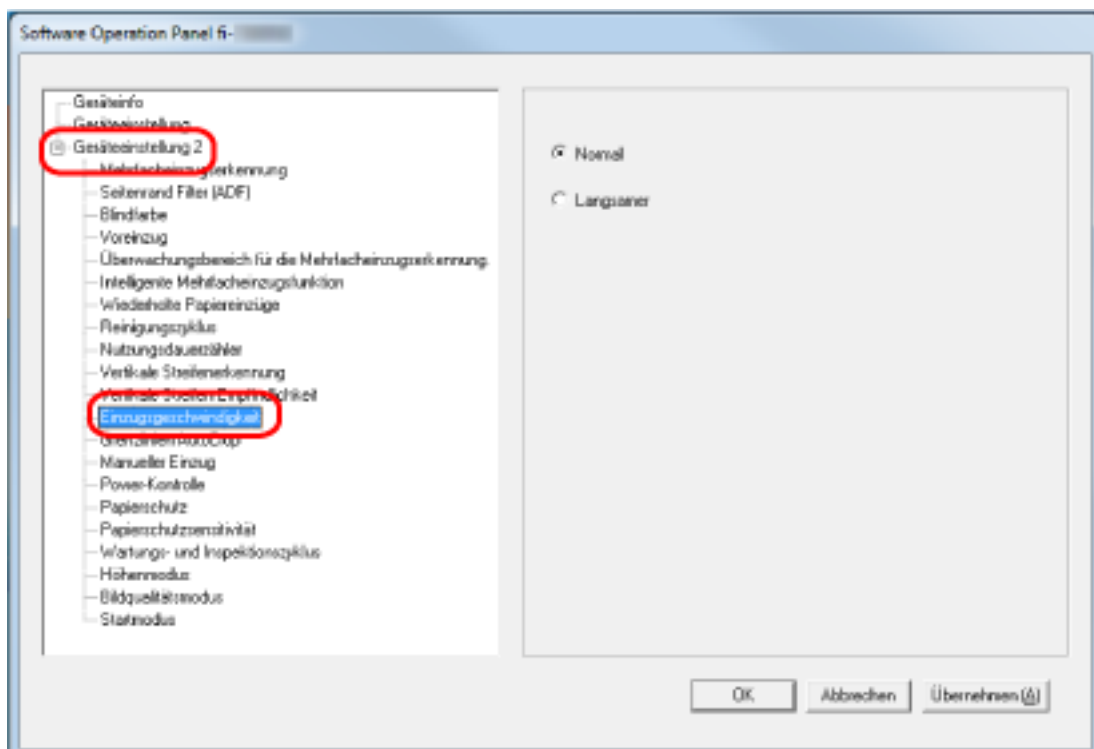 Software Operation Panel fi-
Geräteinfo
Geräteeinstellung
Geräteeinstellung 2
Mehrfacheinzugserkennung
Seitenrand Filter (ADF)
Blindfarbe
Voreinzug
Überwachungsbereich für die Mehrfacheinzugserkennung.
Intelligente Mehrfacheinzugsfunktion
Wiederholte Papiereinzüge
Reinigungszyklus
Nutzungsdauerzähler
Vertikale Streifenerkennung
Vertikale Streifen Empfindlichkeit
Einzugsgeschwindigkeit
Grenzlinien AutoCrop
Manueller Einzug
Power-Kontrolle
Papierschutz
Papierschutzsensitivität
Wartungs- und Inspektionszyklus
Höhenmodus
Bildqualitätsmodus
Startmodus
Normal
Langsamer
OK
Abbrechen
Übernehmen (A)